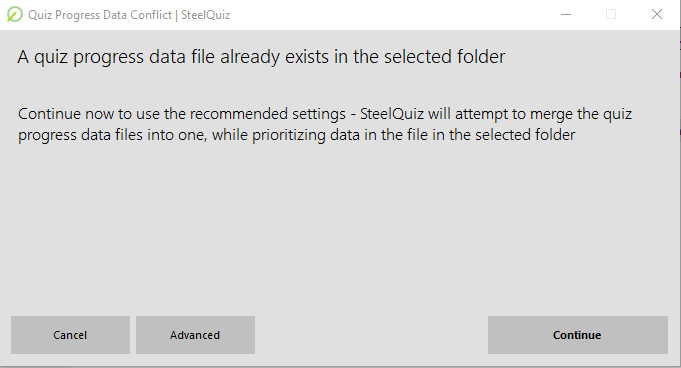 Quiz Progress Data Conflict | SteelQuiz
A quiz progress data file already exists in the selected folder
Continue now to use the recommended settings - SteelQuiz will attempt to merge the quiz
progress data files into one, while prioritizing data in the file in the selected folder
Cancel
Advanced
Continue